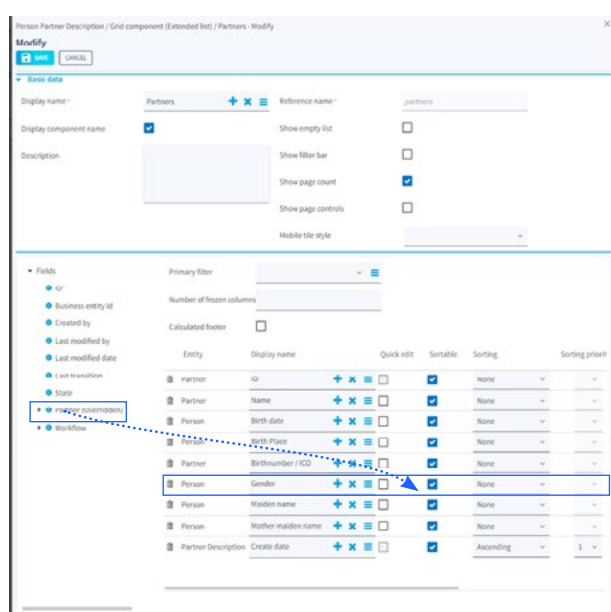 Person Partner Description / Grid component (Extended list) / Partners - Modify
Modify
SAVE CANCEL
Basic data
Display name * Partners Reference name * partners
Display component name Show empty list
Description Show filter bar
Show page count
Show page controls
Mobile tile style
Fields Primary filter
ID
Business entity id Number of frozen columns
Created by Calculated footer
Last modified by
Last modified date Entity Display name Quick edit Sortable Sorting Sorting priorit
Last transition Partner ID None
State Partner Name None
Partner (Overridden) Person Birth date None
Workflow Person Birth Place None
Partner Birthnumber / ICO None
Person Gender None
Person Maiden name None
Person Mother maiden name None
Partner Description Create date Ascending 1